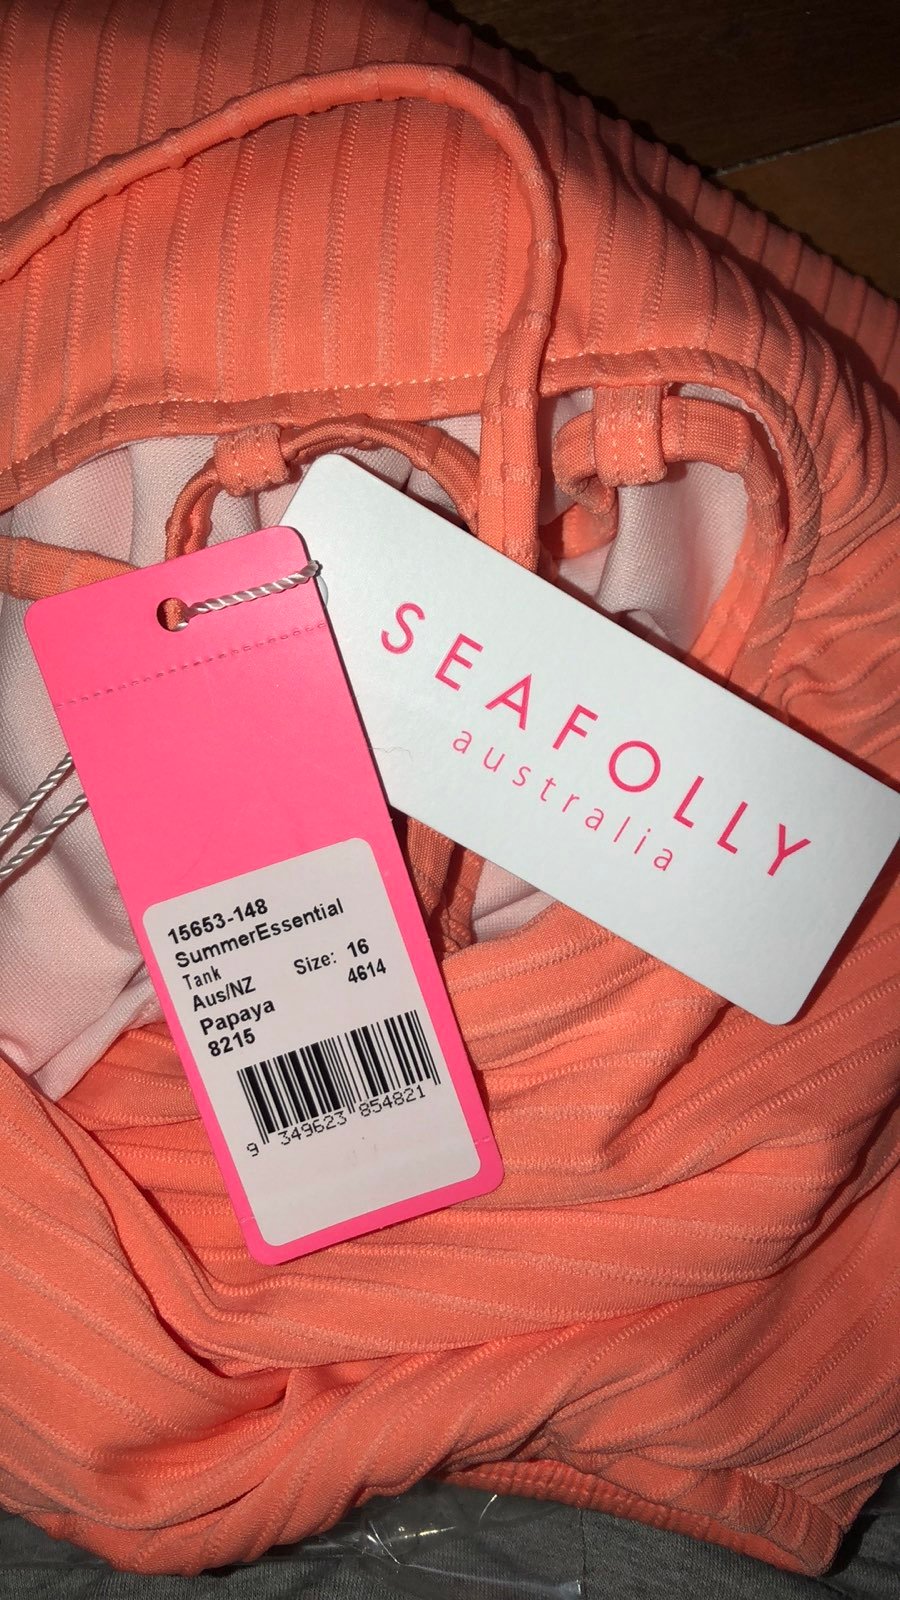 SEAFOLLY
australia
15653-148
SummerEssential
Tank
Size: 16
Aus/NZ
4614
Papaya
8215
9 349623 854821